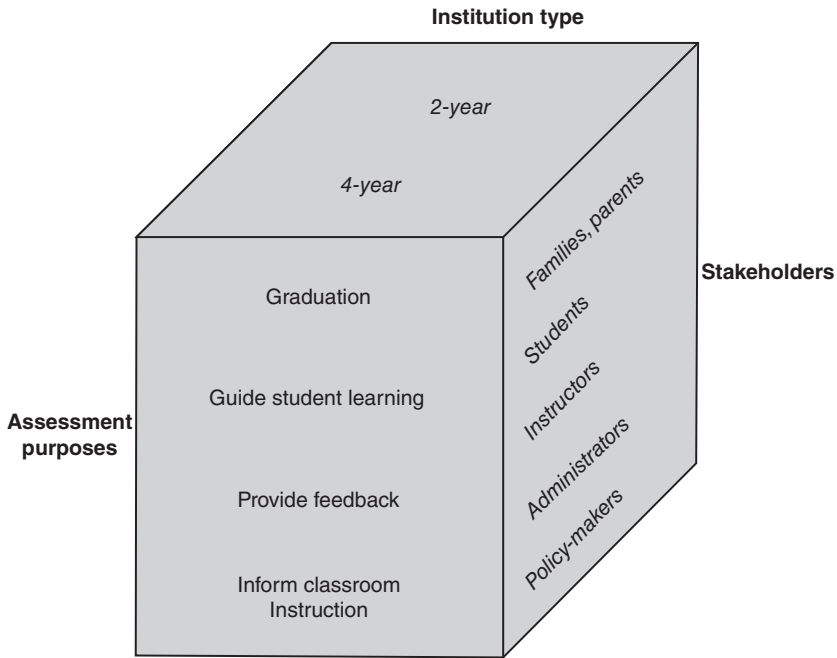 Institution type
2-year
4-year
Families, parents
Stakeholders
Graduation
Students
Guide student learning
Instructors
Assessment
purposes
Administrators
Provide feedback
Policy-makers
Inform classroom
Instruction